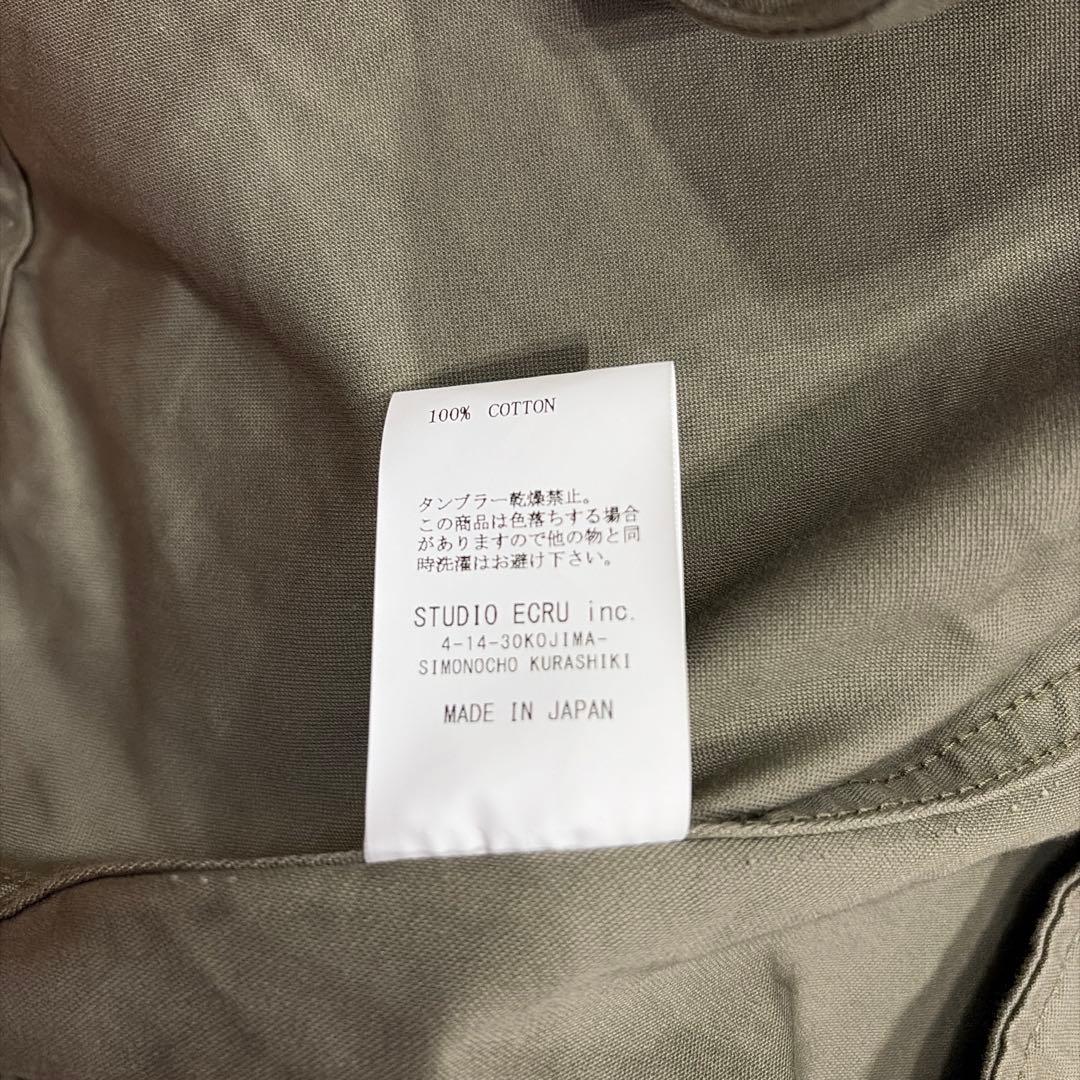 100% COTTON
タンブラー乾燥禁止。
この商品は色落ちする場合
がありますので他の物と同
時洗濯はお避け下さい。
STUDIO ECRU inc.
4-14-30KOJIMA-
SIMONOCHO KURASHIKI
MADE IN JAPAN